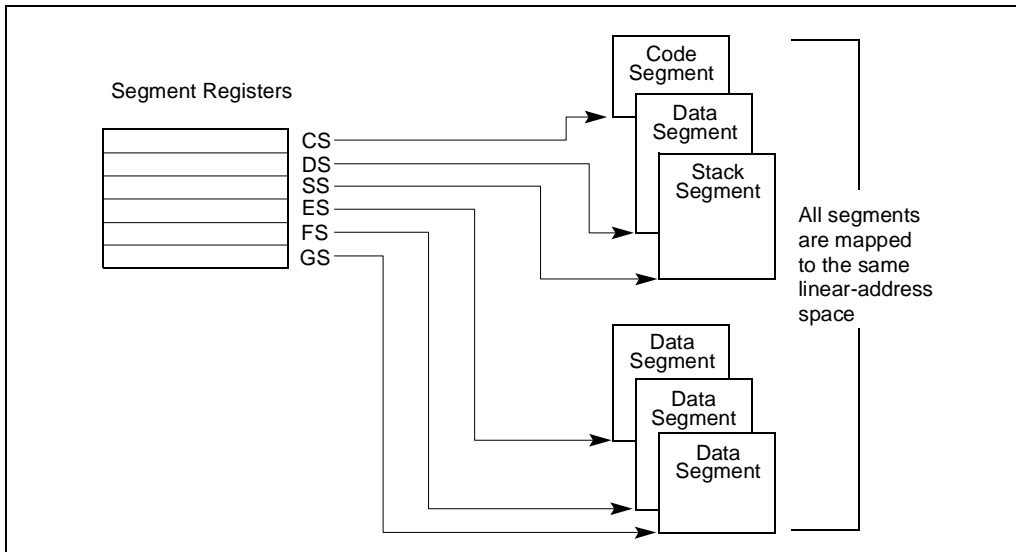 Segment Registers
CS
DS
SS
ES
FS
GS
Code
Segment
Data
Segment
Stack
Segment
Data
Segment
Data
Segment
Data
Segment
All segments
are mapped
to the same
linear-address
space